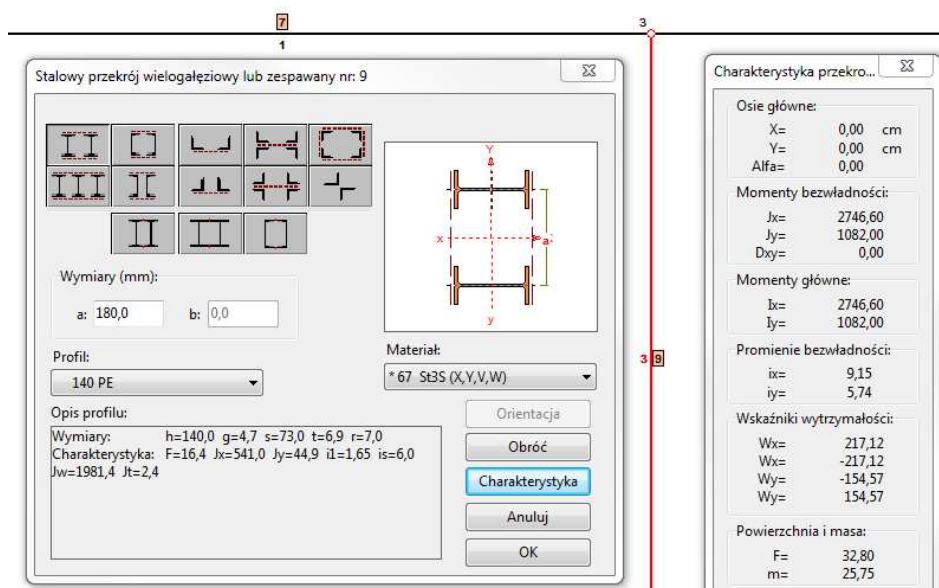 7
3
1
Stalowy przekrój wielogałęziowy lub zespawany nr: 9
Y
x a
y
Wymiary (mm):
a: 180,0 b: 0,0
Profil:
140 PE
Materiał:
* 67 St3S (X,Y,V,W)
Opis profilu:
Wymiary: h=140,0 g=4,7 s=73,0 t=6,9 r=7,0
Charakterystyka: F=16,4 Jx=541,0 Jy=44,9 i1=1,65 is=6,0
Jw=1981,4 Jt=2,4
Orientacja
Obróć
Charakterystyka
Anuluj
OK
3 9
Charakterystyka przekro...
Osie główne:
X= 0,00 cm
Y= 0,00 cm
Alfa= 0,00
Momenty bezwładności:
Jx= 2746,60
Jy= 1082,00
Dxy= 0,00
Momenty główne:
Ix= 2746,60
Iy= 1082,00
Promienie bezwładności:
ix= 9,15
iy= 5,74
Wskaźniki wytrzymałości:
Wx= 217,12
Wx= -217,12
Wy= -154,57
Wy= 154,57
Powierzchnia i masa:
F= 32,80
m= 25,75